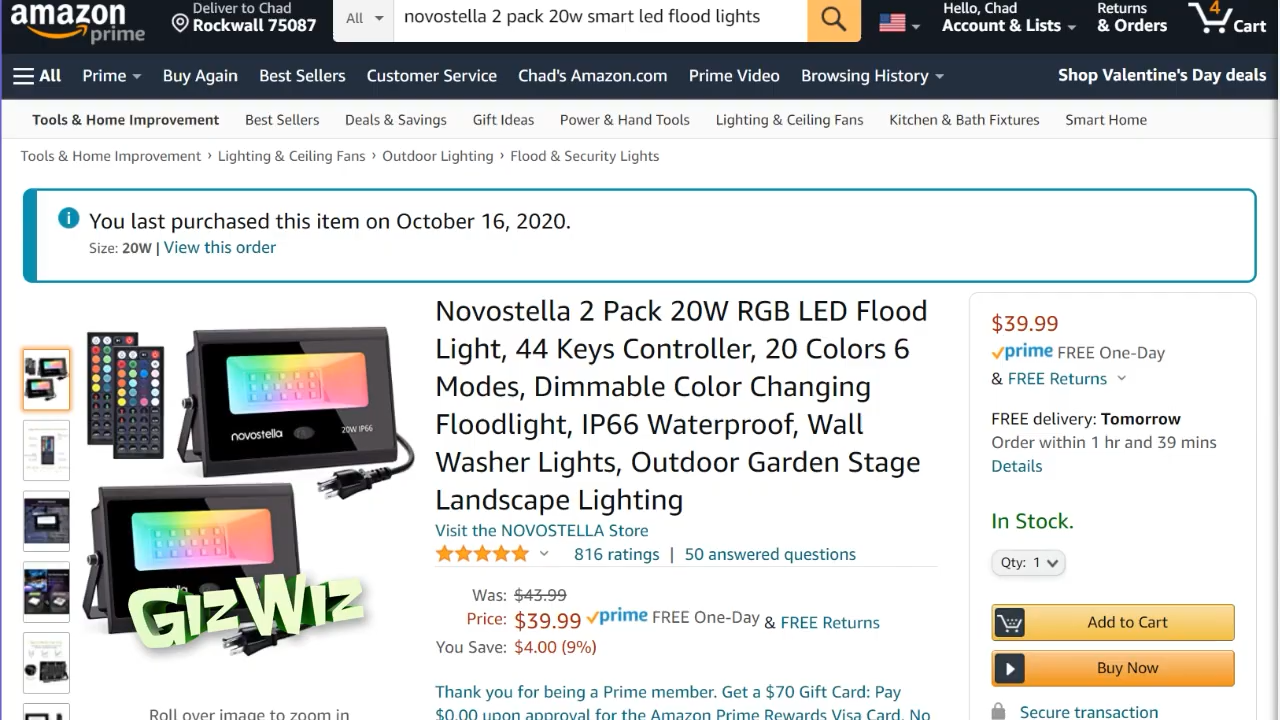 amazon
prime
Deliver to Chad
Rockwall 75087
All
novostella 2 pack 20w smart led flood lights
Hello, Chad
Account & Lists
Returns
& Orders
4
Cart
All
Prime
Buy Again
Best Sellers
Customer Service
Chad's Amazon.com
Prime Video
Browsing History
Shop Valentine's Day deals
Tools & Home Improvement
Best Sellers
Deals & Savings
Gift Ideas
Power & Hand Tools
Lighting & Ceiling Fans
Kitchen & Bath Fixtures
Smart Home
Tools & Home Improvement › Lighting & Ceiling Fans › Outdoor Lighting › Flood & Security Lights
You last purchased this item on October 16, 2020.
Size: 20W | View this order
novostella
20W IP66
GizWiz
Roll over image to zoom in
Novostella 2 Pack 20W RGB LED Flood
Light, 44 Keys Controller, 20 Colors 6
Modes, Dimmable Color Changing
Floodlight, IP66 Waterproof, Wall
Washer Lights, Outdoor Garden Stage
Landscape Lighting
Visit the NOVOSTELLA Store
816 ratings | 50 answered questions
Was: $43.99
Price: $39.99 prime FREE One-Day & FREE Returns
You Save: $4.00 (9%)
Thank you for being a Prime member. Get a $70 Gift Card: Pay
$0.00 upon approval for the Amazon Prime Rewards Visa Card. No
$39.99
prime FREE One-Day
& FREE Returns
FREE delivery: Tomorrow
Order within 1 hr and 39 mins
Details
In Stock.
Qty: 1
Add to Cart
Buy Now
Secure transaction